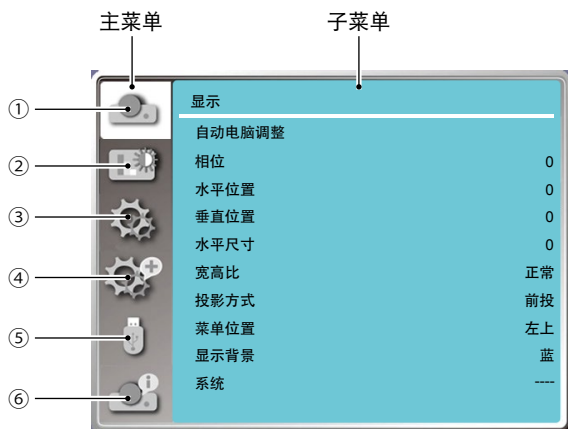 主菜单 子菜单
① 显示
自动电脑调整
② 相位 0
水平位置 0
③ 垂直位置 0
水平尺寸 0
④ 宽高比 正常
投影方式 前投
⑤ 菜单位置 左上
显示背景 蓝
⑥ 系统 ----